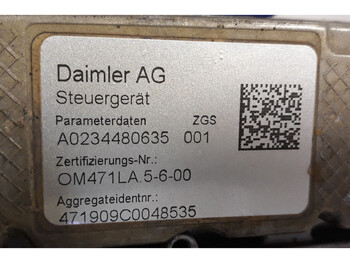 Daimler AG
Steuergerät
Parameterdaten ZGS
A0234480635 001
Zertifizierungs-Nr.:
OM471LA.5-6-00
Aggregateidentnr.:
471909C0048535